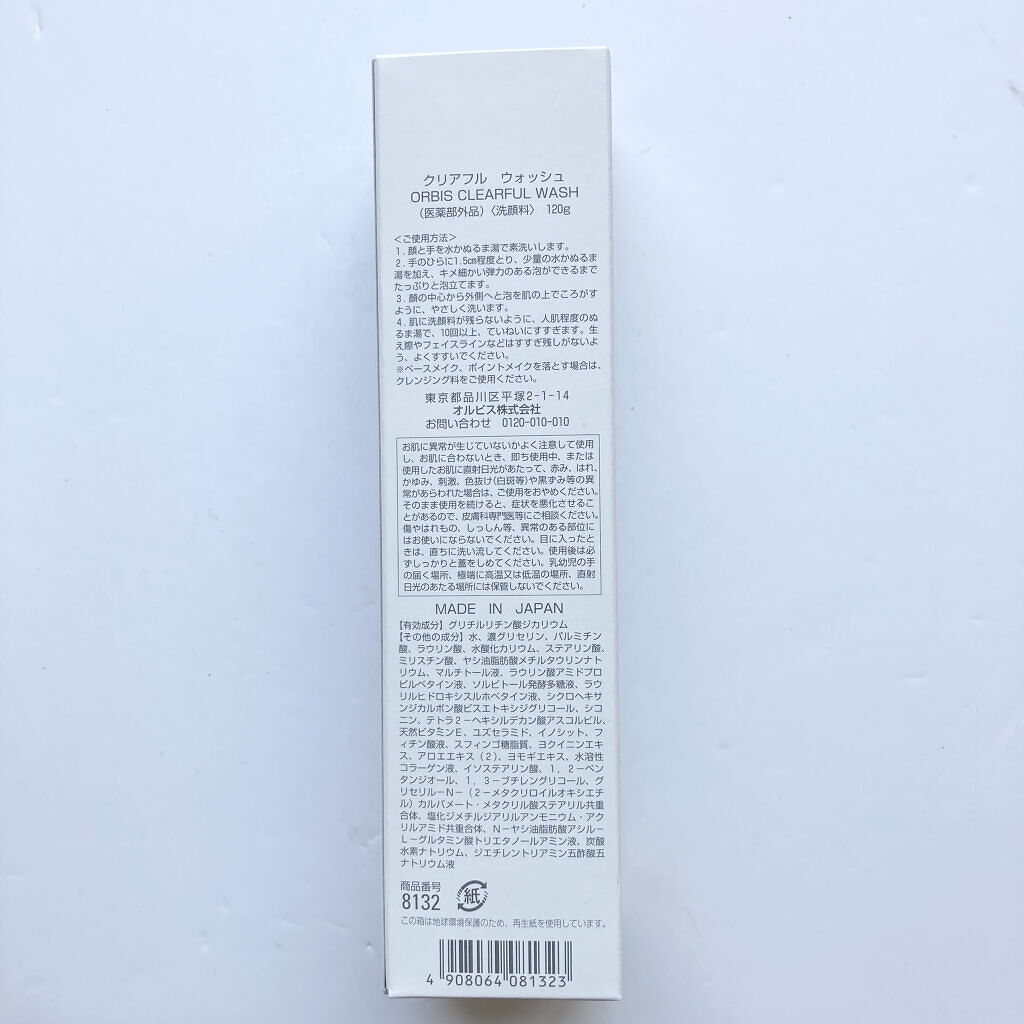 クリアフル ウォッシュ
ORBIS CLEARFUL WASH
（医薬部外品）〈洗顔料〉 120g
＜ご使用方法＞
1．顔と手を水かぬるま湯で素洗いします。
2．手のひらに1.5㎝程度とり、少量の水かぬるま
湯を加え、キメ細かい弾力のある泡ができるまで
たっぷりと泡立てます。
3．顔の中心から外側へと泡を肌の上でころがす
ように、やさしく洗います。
4．肌に洗顔料が残らないように、人肌程度のぬ
るま湯で、10回以上、ていねいにすすぎます。生
え際やフェイスラインなどはすすぎ残しがないよ
う、よくすすいでください。
※ベースメイク、ポイントメイクを落とす場合は、
クレンジング料をご使用ください。
東京都品川区平塚2-1-14
オルビス株式会社
お問い合わせ 0120-010-010
お肌に異常が生じていないかよく注意して使用
し、お肌に合わないとき、即ち使用中、または
使用したお肌に直射日光があたって、赤み、はれ、
かゆみ、刺激、色抜け（白斑等）や黒ずみ等の異
常があらわれた場合は、ご使用をおやめください。
そのまま使用を続けると、症状を悪化させるこ
とがあるので、皮膚科専門医等にご相談ください。
傷やはれもの、しっしん等、異常のある部位に
はお使いにならないでください。目に入ったと
きは、直ちに洗い流してください。使用後は必
ずしっかりと蓋をしめてください。乳幼児の手
の届く場所、極端に高温又は低温の場所、直射
日光のあたる場所には保管しないでください。
MADE IN JAPAN
【有効成分】グリチルリチン酸ジカリウム
【その他の成分】水、濃グリセリン、パルミチン
酸、ラウリン酸、水酸化カリウム、ステアリン酸、
ミリスチン酸、ヤシ油脂肪酸メチルタウリンナト
リウム、マルチトール液、ラウリン酸アミドプロ
ピルベタイン液、ソルビトール発酵多糖液、ラウ
リルヒドロキシスルホベタイン液、シクロヘキサ
ンジカルボン酸ビスエトキシジグリコール、シコ
ニン、テトラ2－ヘキシルデカン酸アスコルビル、
天然ビタミンE、ユズセラミド、イノシット、フ
ィチン酸液、スフィンゴ糖脂質、ヨクイニンエキ
ス、アロエエキス（2）、ヨモギエキス、水溶性
コラーゲン液、イソステアリン酸、1，2－ペン
タンジオール、1，3－ブチレングリコール、グ
リセリル－N－（2－メタクリロイルオキシエチ
ル）カルバメート・メタクリル酸ステアリル共重
合体、塩化ジメチルジアリルアンモニウム・アク
リルアミド共重合体、N－ヤシ油脂肪酸アシル－
L－グルタミン酸トリエタノールアミン液、炭酸
水素ナトリウム、ジエチレントリアミン五酢酸五
ナトリウム液
商品番号
8132
紙
この箱は地球環境保護のため、再生紙を使用しています。
4 908064 081323